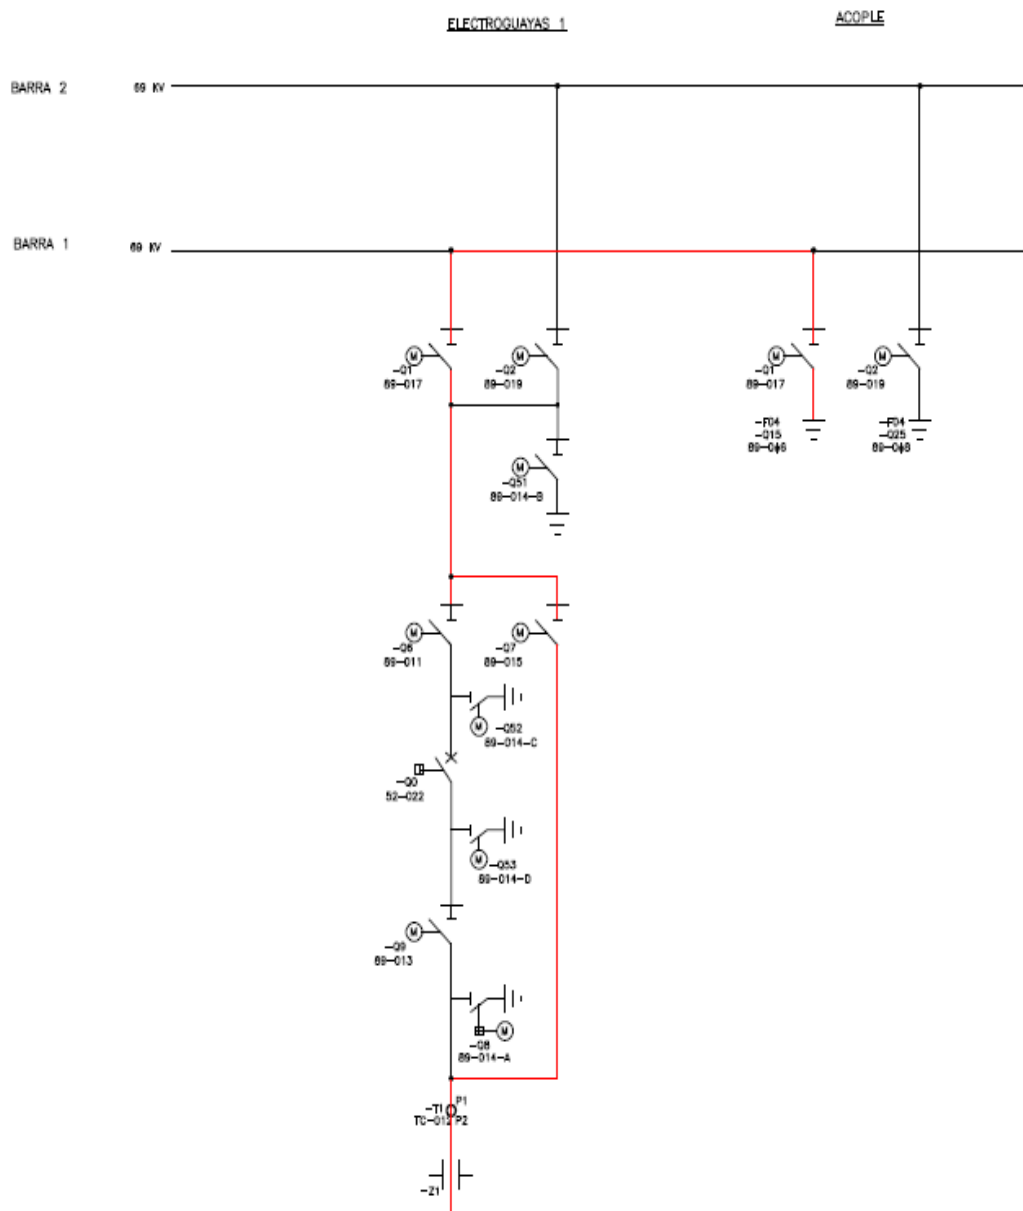 ELECTROGUAYAS 1
ACOPLE
BARRA 2
69 KV
BARRA 1
69 KV
M
-Q1
89-017
M
-Q2
89-019
M
-Q1
89-017
M
-Q2
89-019
-F04
-Q15
-F04
-Q25
M
-Q51
89-014-B
M
-Q6
89-011
M
-Q7
89-015
M
-Q52
89-014-C
-Q0
52-022
M
-Q53
89-014-D
M
-Q9
89-013
M
-Q8
89-014-A
-T1
P1
TC-012
P2
-Z1